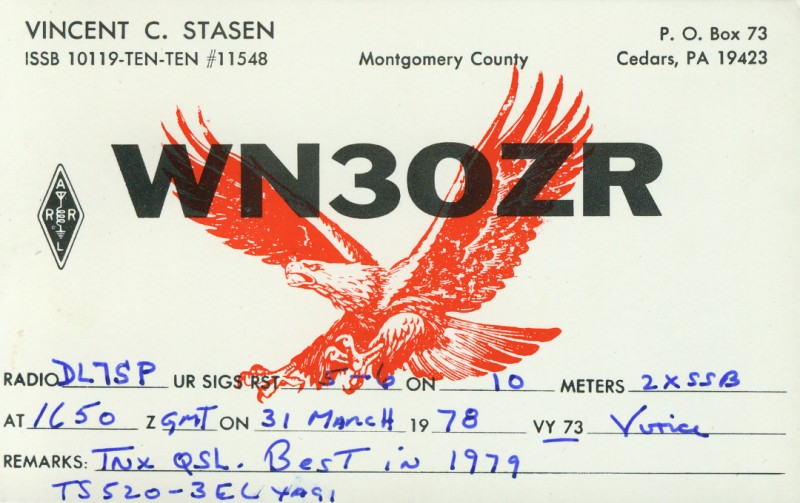 VINCENT C. STASEN
ISSB 10119-TEN-TEN #11548
Montgomery County
P. O. Box 73
Cedars, PA 19423
WN3OZR
A
R R
L
RADIO DL7SP UR SIGS RST 5-6 ON 10 METERS 2XSSB
AT 1650 Z GMT ON 31 MARCH 1978 VY 73
REMARKS: TNX QSL. BEST in 1979
TS520-3EL YAGI